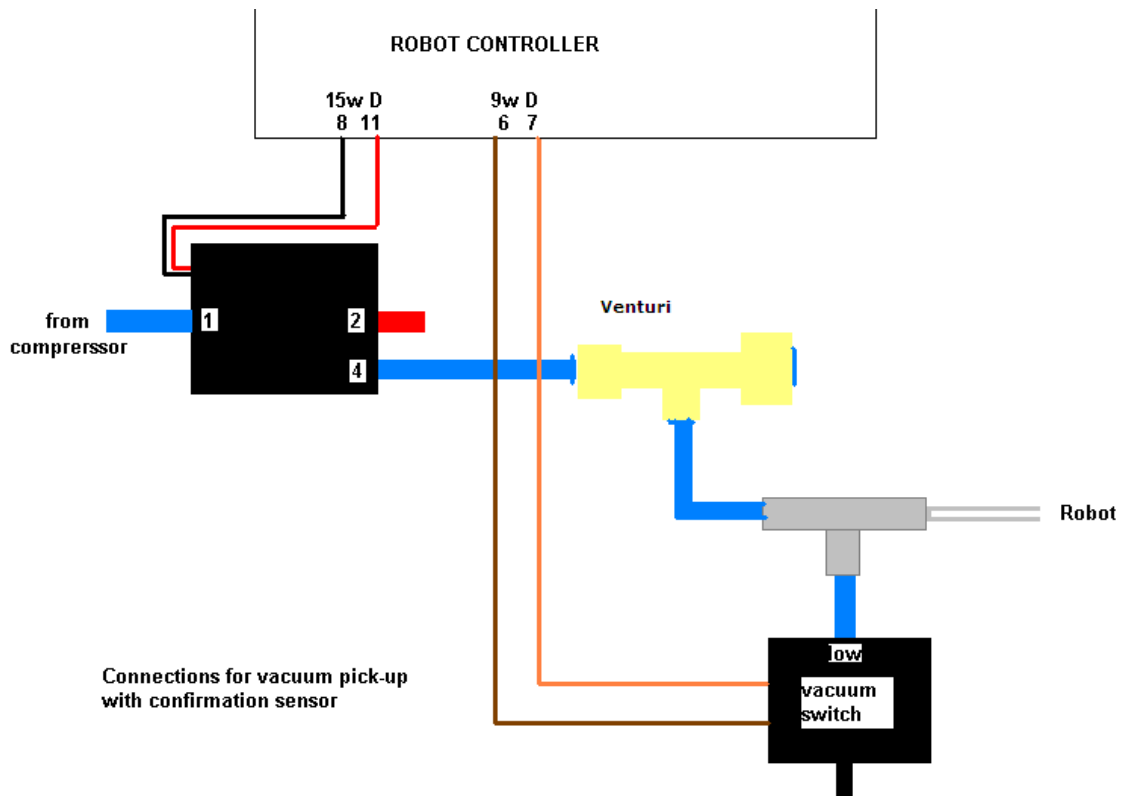 ROBOT CONTROLLER
15w D 9w D
8 11 6 7
Venturi
from
comprerssor
1
2
4
Robot
low
vacuum
switch
Connections for vacuum pick-up
with confirmation sensor